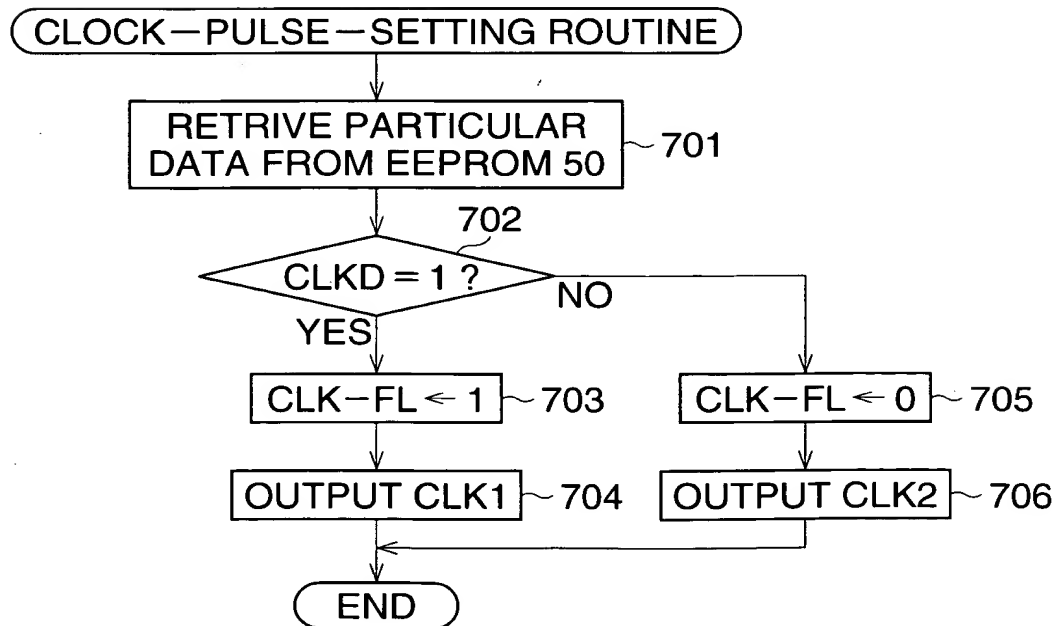 CLOCK－PULSE－SETTING ROUTINE
RETRIVE PARTICULAR
DATA FROM EEPROM 50
701
702
CLKD = 1 ?
NO
YES
CLK－FL ← 1
703
CLK－FL ← 0
705
OUTPUT CLK1
704
OUTPUT CLK2
706
END